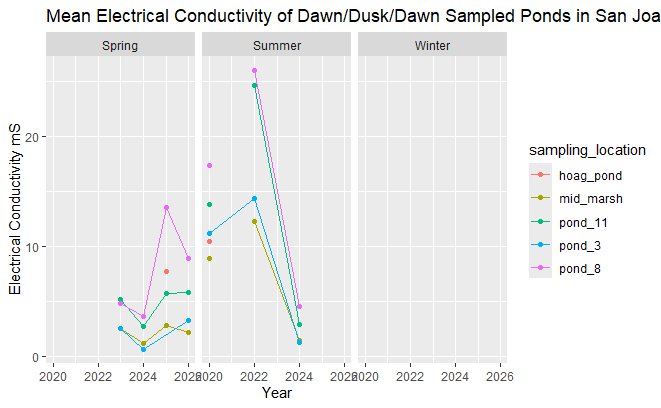 Mean Electrical Conductivity of Dawn/Dusk/Dawn Sampled Ponds in San Joa
Spring Summer Winter
Electrical Conductivity mS
20
10
0
2020 2022 2024 2026 2020 2022 2024 2026 2020 2022 2024 2026
Year
sampling_location
hoag_pond
mid_marsh
pond_11
pond_3
pond_8